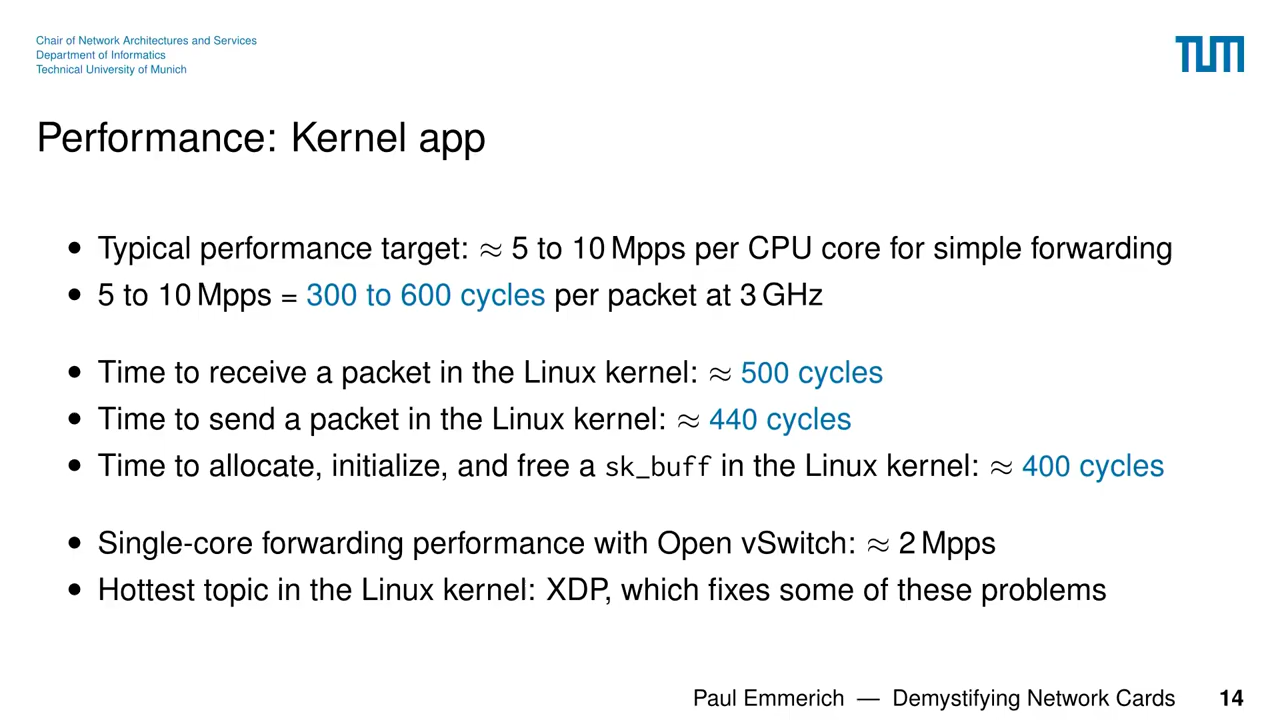 Chair of Network Architectures and Services
Department of Informatics
Technical University of Munich
TUM
Performance: Kernel app
• Typical performance target: ≈ 5 to 10 Mpps per CPU core for simple forwarding
• 5 to 10 Mpps = 300 to 600 cycles per packet at 3 GHz
• Time to receive a packet in the Linux kernel: ≈ 500 cycles
• Time to send a packet in the Linux kernel: ≈ 440 cycles
• Time to allocate, initialize, and free a sk_buff in the Linux kernel: ≈ 400 cycles
• Single-core forwarding performance with Open vSwitch: ≈ 2 Mpps
• Hottest topic in the Linux kernel: XDP, which fixes some of these problems
Paul Emmerich — Demystifying Network Cards 14